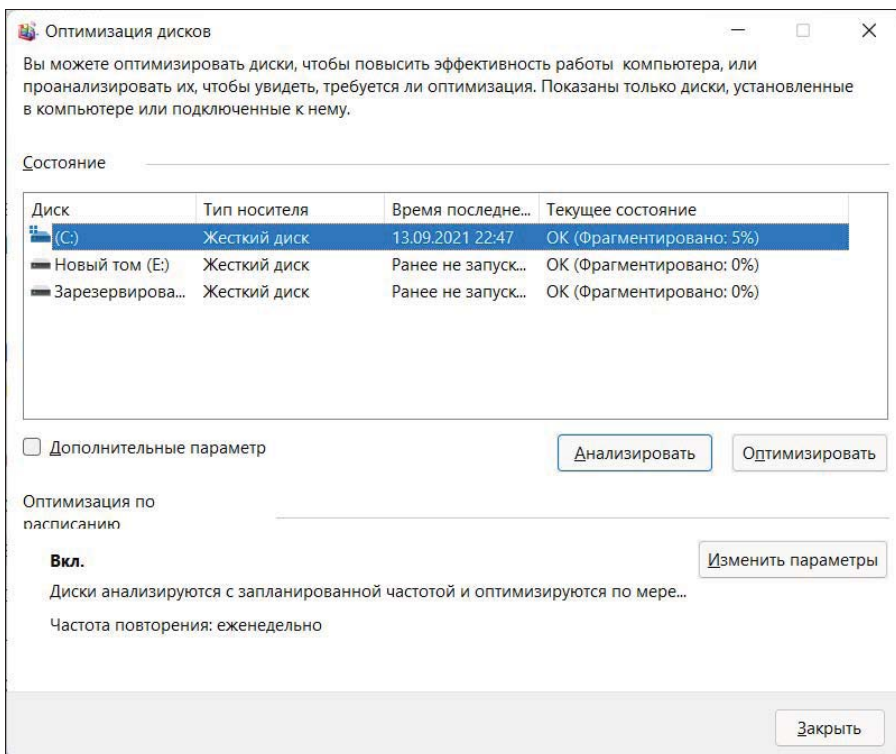 Оптимизация дисков
Вы можете оптимизировать диски, чтобы повысить эффективность работы компьютера, или
проанализировать их, чтобы увидеть, требуется ли оптимизация. Показаны только диски, установленные
в компьютере или подключенные к нему.
Состояние
Диск Тип носителя Время последне... Текущее состояние
(C:) Жесткий диск 13.09.2021 22:47 ОК (Фрагментировано: 5%)
Новый том (E:) Жесткий диск Ранее не запуск... ОК (Фрагментировано: 0%)
Зарезервирова... Жесткий диск Ранее не запуск... ОК (Фрагментировано: 0%)
Дополнительные параметр Анализировать Оптимизировать
Оптимизация по
расписанию
Вкл. Изменить параметры
Диски анализируются с запланированной частотой и оптимизируются по мере...
Частота повторения: еженедельно
Закрыть